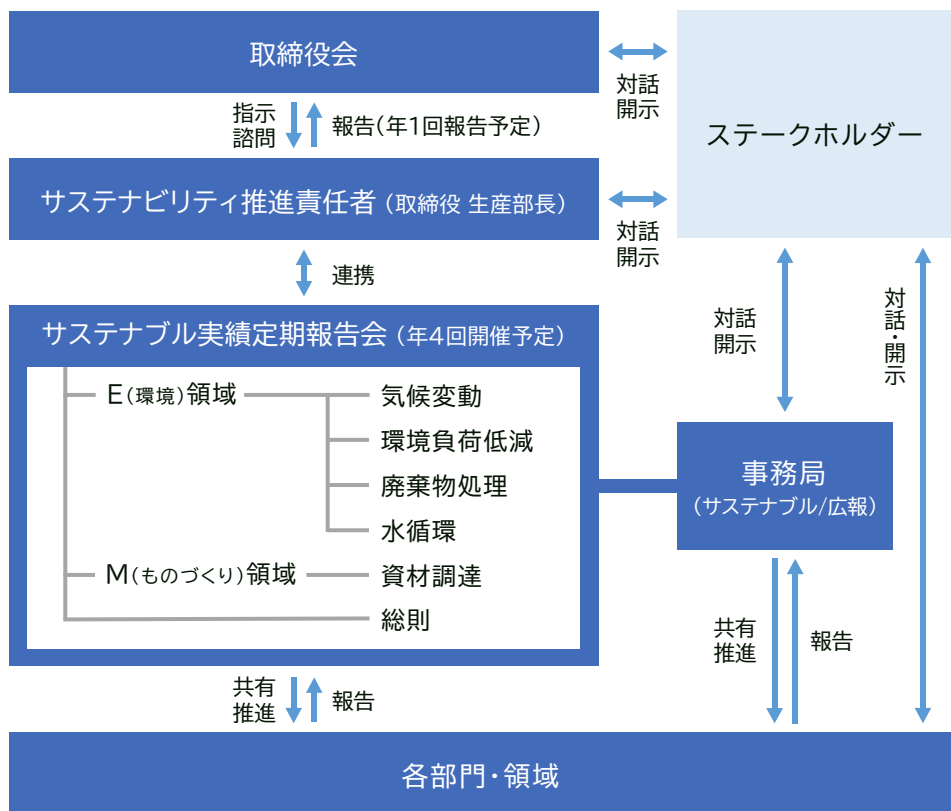 取締役会
対話
開示
ステークホルダー
指示
諮問
報告(年1回報告予定)
サステナビリティ推進責任者(取締役 生産部長)
対話
開示
連携
サステナブル実績定期報告会(年4回開催予定)
E(環境)領域
気候変動
環境負荷低減
廃棄物処理
水循環
M(ものづくり)領域
資材調達
総則
対話
開示
対話・開示
事務局
(サステナブル/広報)
共有
推進
報告
共有
推進
報告
各部門・領域